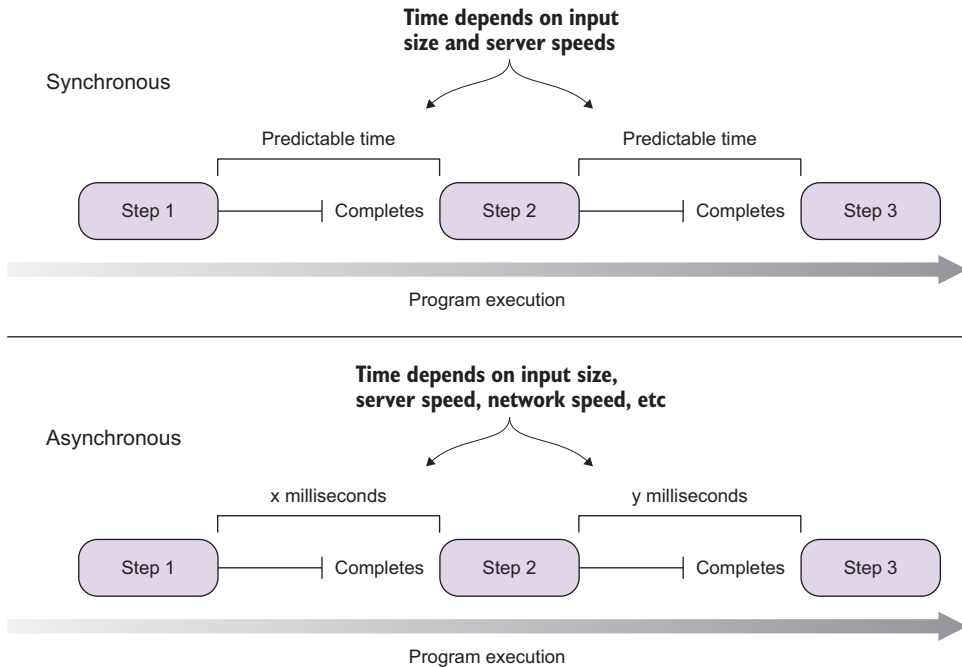 Time depends on input
size and server speeds
Synchronous
Predictable time
Predictable time
Step 1
Completes
Step 2
Completes
Step 3
Program execution
Time depends on input size,
server speed, network speed, etc
Asynchronous
x milliseconds
y milliseconds
Step 1
Completes
Step 2
Completes
Step 3
Program execution